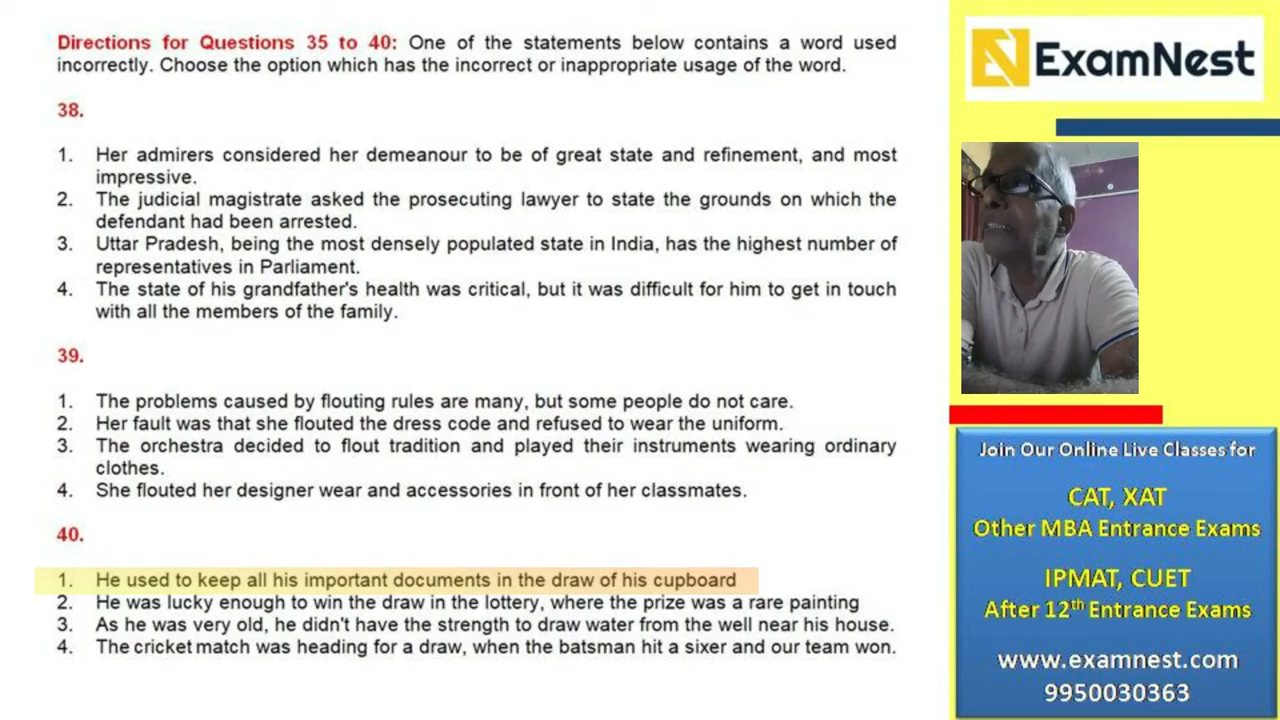 Directions for Questions 35 to 40: One of the statements below contains a word used
incorrectly. Choose the option which has the incorrect or inappropriate usage of the word.
38.
1. Her admirers considered her demeanour to be of great state and refinement, and most
impressive.
2. The judicial magistrate asked the prosecuting lawyer to state the grounds on which the
defendant had been arrested.
3. Uttar Pradesh, being the most densely populated state in India, has the highest number of
representatives in Parliament.
4. The state of his grandfather's health was critical, but it was difficult for him to get in touch
with all the members of the family.
39.
1. The problems caused by flouting rules are many, but some people do not care.
2. Her fault was that she flouted the dress code and refused to wear the uniform.
3. The orchestra decided to flout tradition and played their instruments wearing ordinary
clothes.
4. She flouted her designer wear and accessories in front of her classmates.
40.
1. He used to keep all his important documents in the draw of his cupboard
2. He was lucky enough to win the draw in the lottery, where the prize was a rare painting
3. As he was very old, he didn't have the strength to draw water from the well near his house.
4. The cricket match was heading for a draw, when the batsman hit a sixer and our team won.
ExamNest
Join Our Online Live Classes for
CAT, XAT
Other MBA Entrance Exams
IPMAT, CUET
After 12th Entrance Exams
www.examnest.com
9950030363